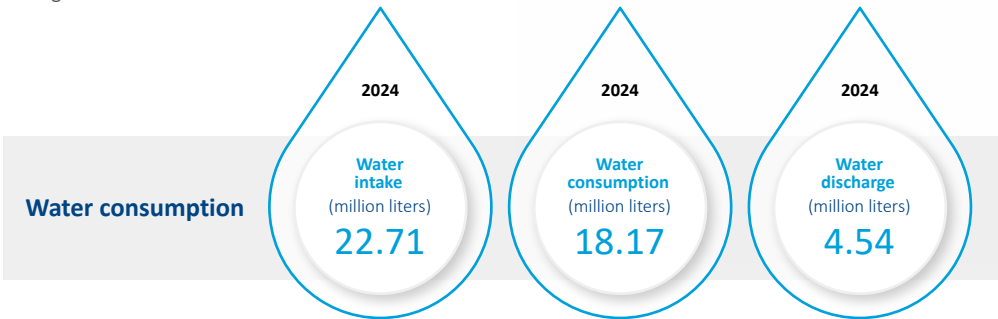 2024
2024
2024
Water consumption
Water
intake
(million liters)
22.71
Water
consumption
(million liters)
18.17
Water
discharge
(million liters)
4.54